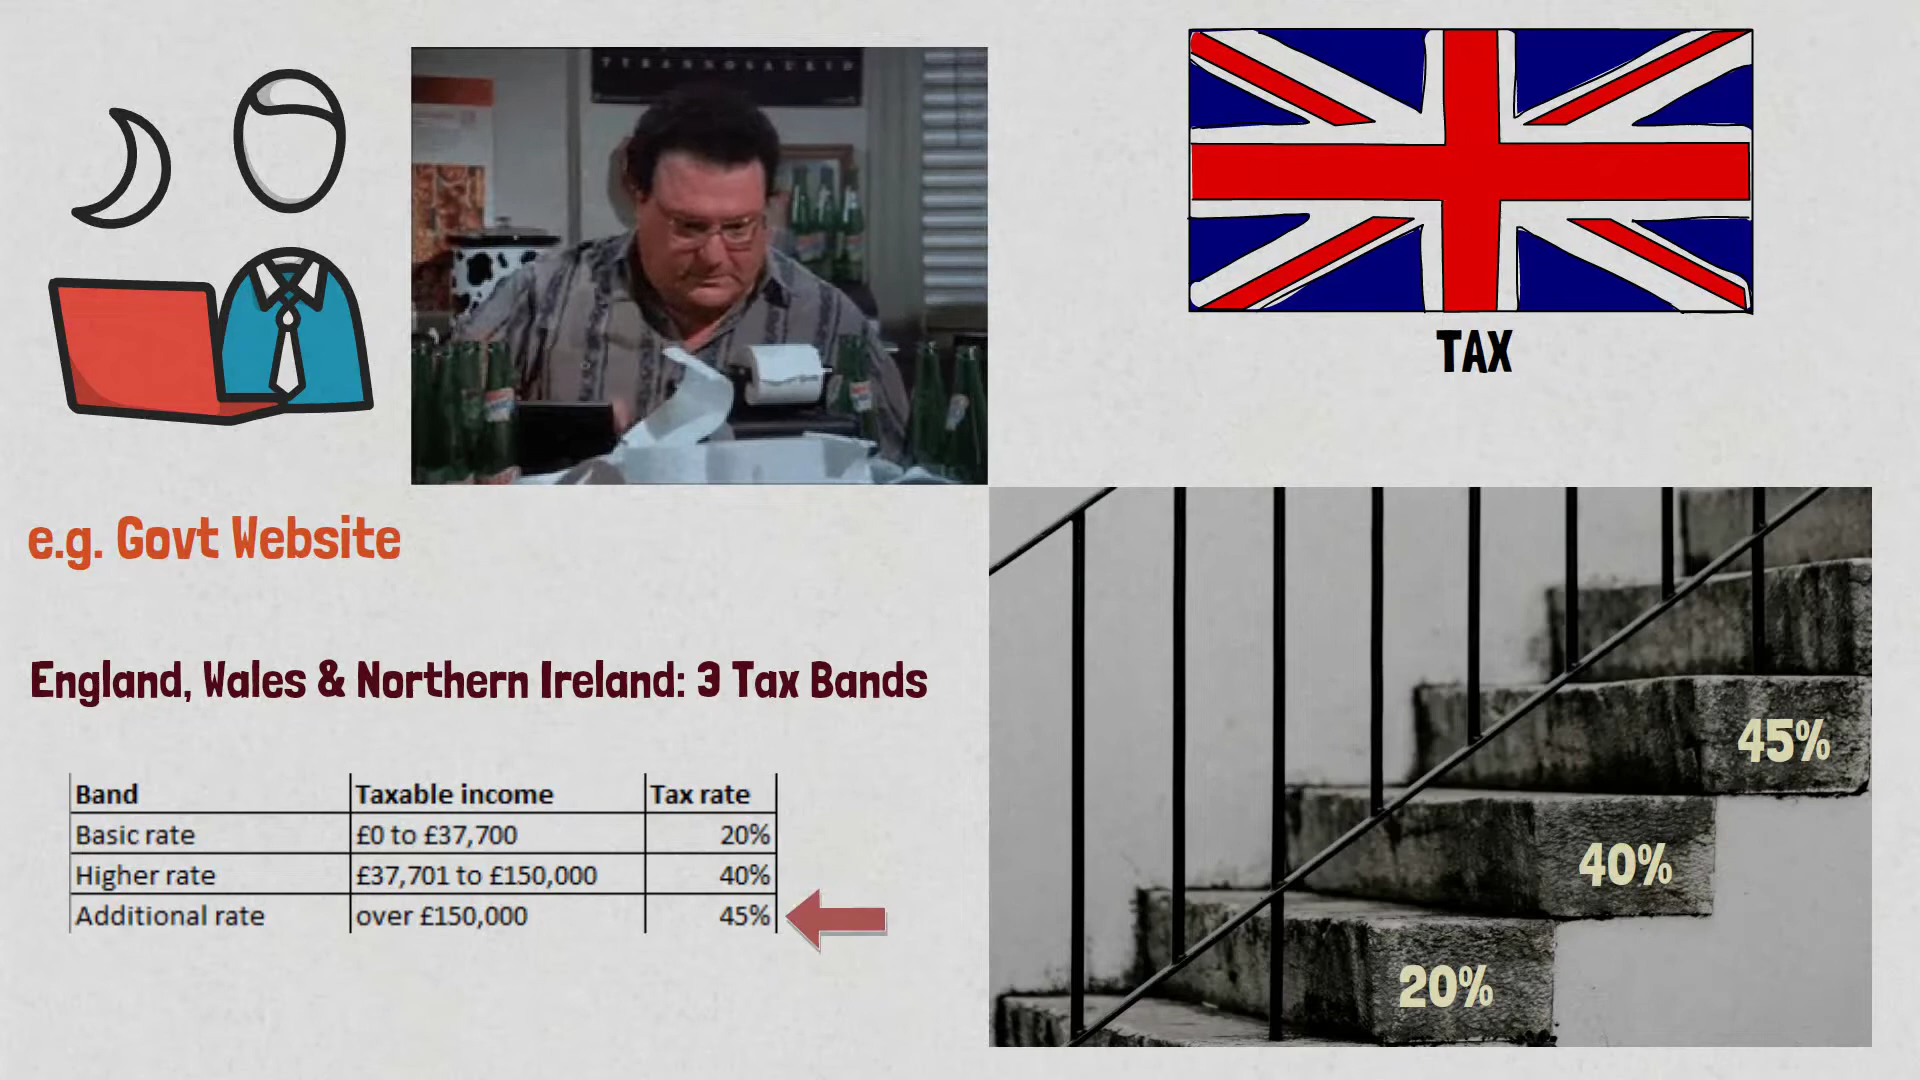 TYRANNOSAURID
TAX
e.g. Govt Website
England, Wales & Northern Ireland: 3 Tax Bands
Band Taxable income Tax rate
Basic rate £0 to £37,700 20%
Higher rate £37,701 to £150,000 40%
Additional rate over £150,000 45%
45%
40%
20%